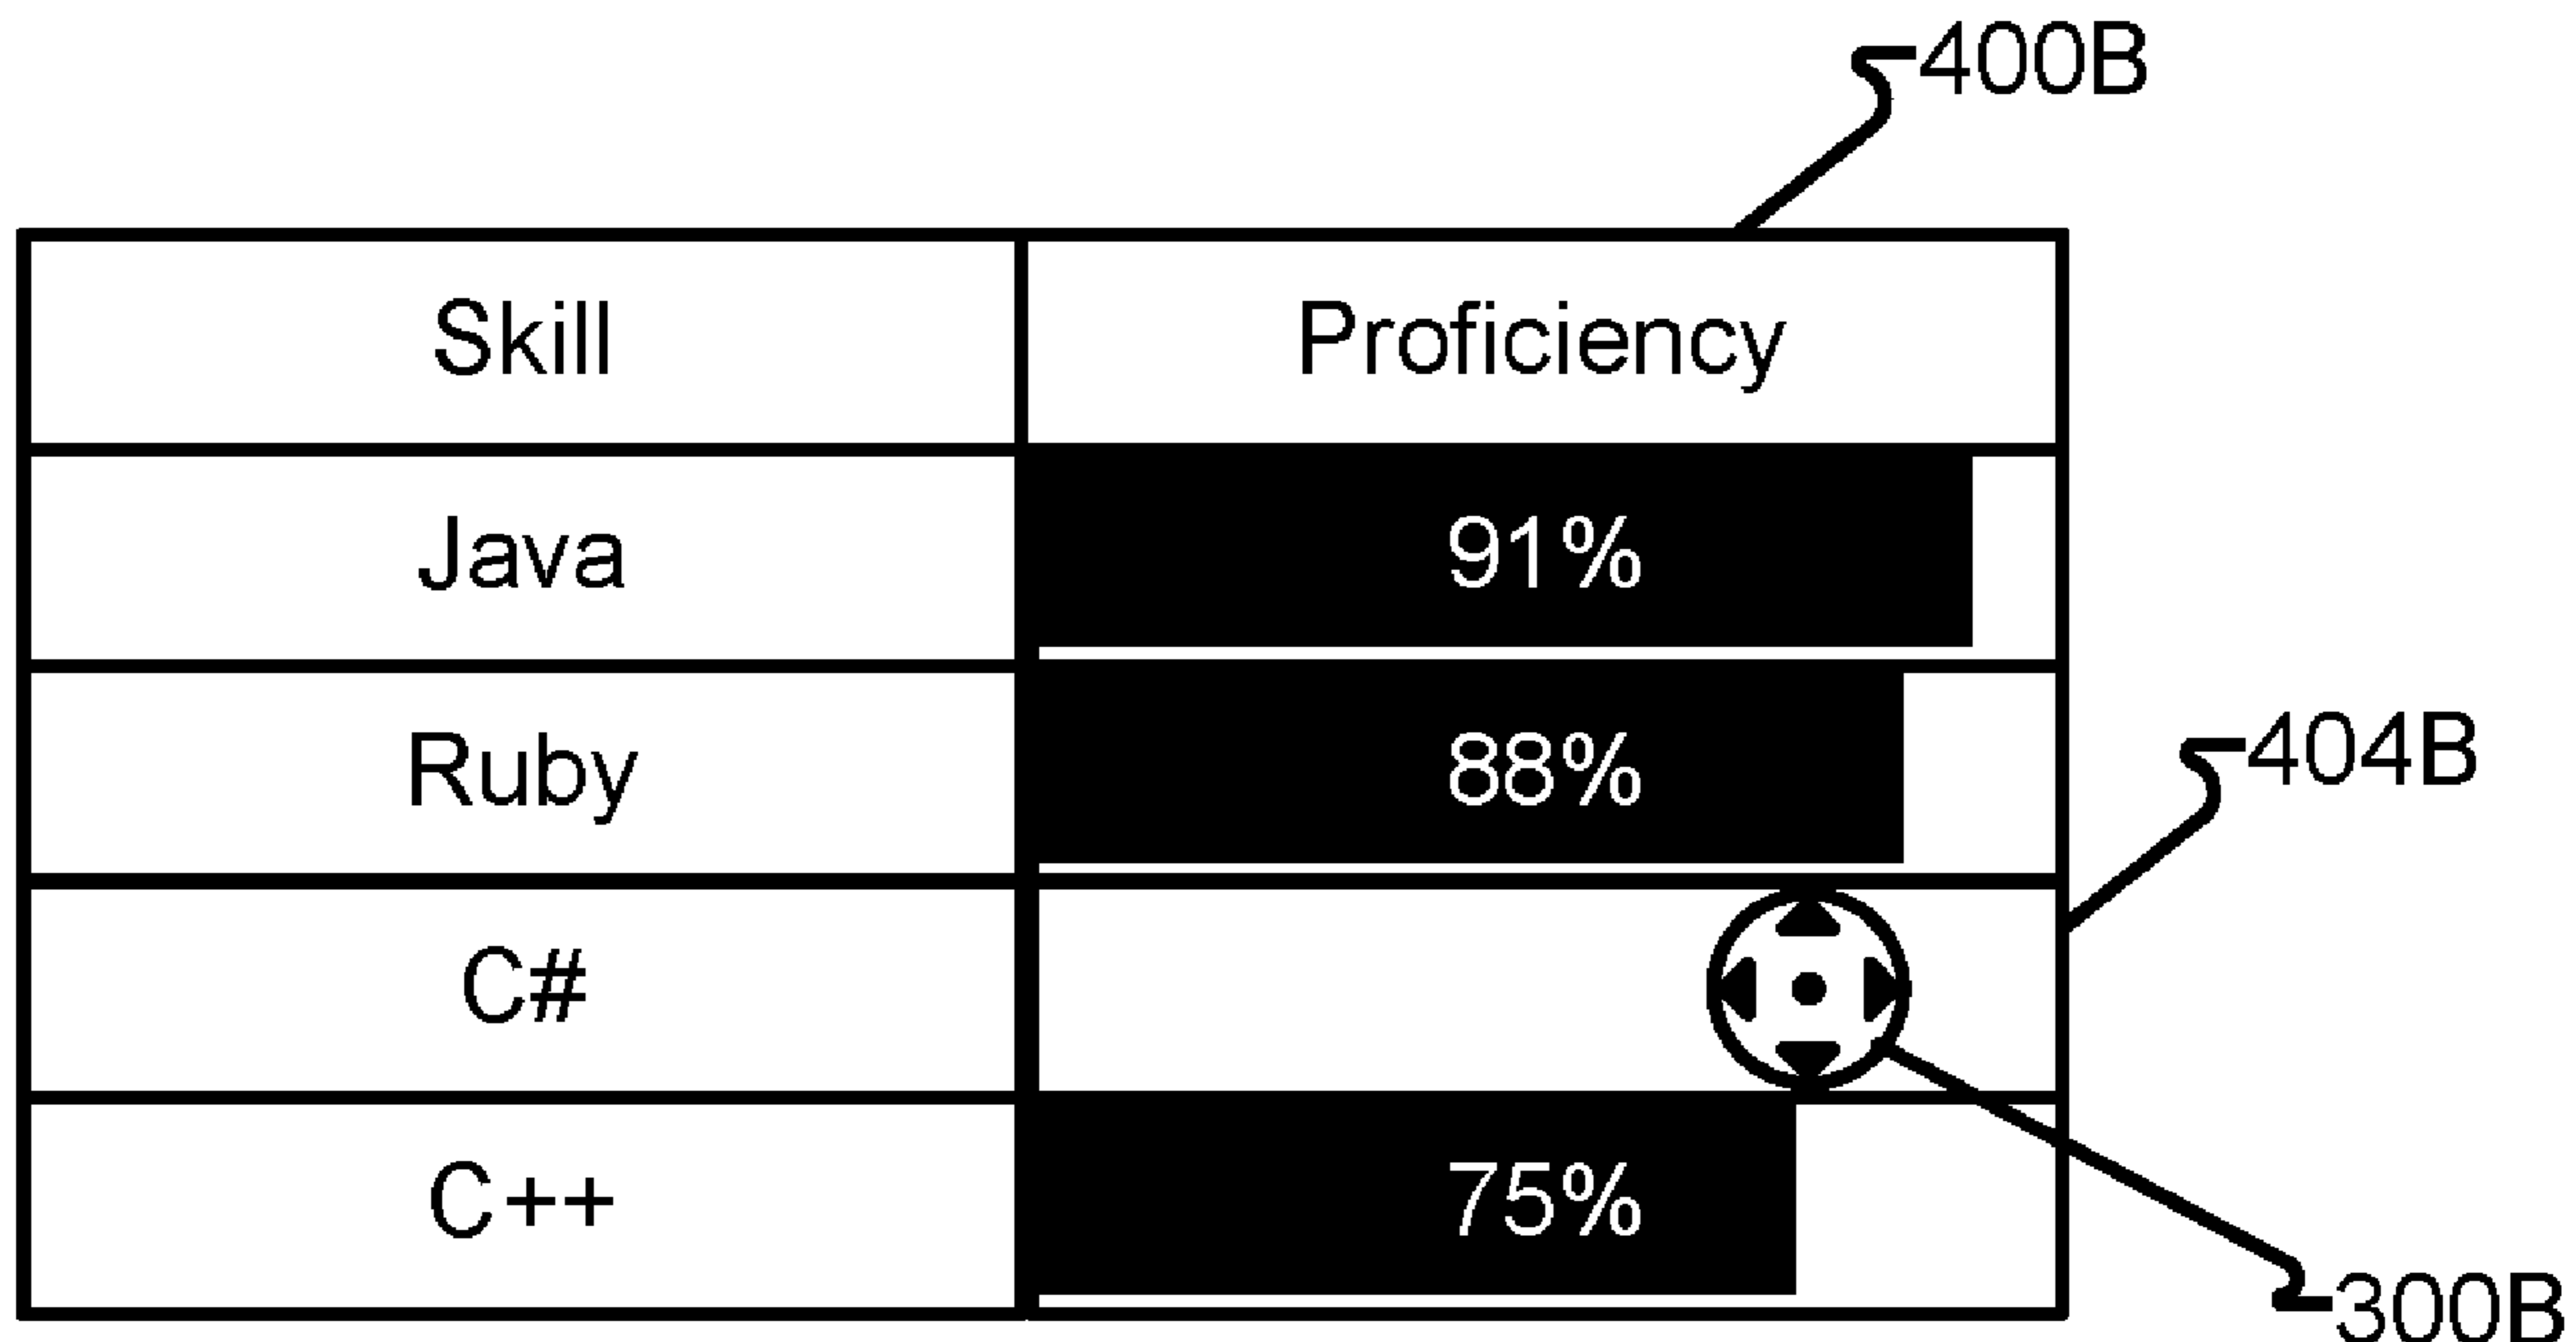 400B
Skill Proficiency
Java 91%
Ruby 88%
404B
C#
C++ 75%
300B